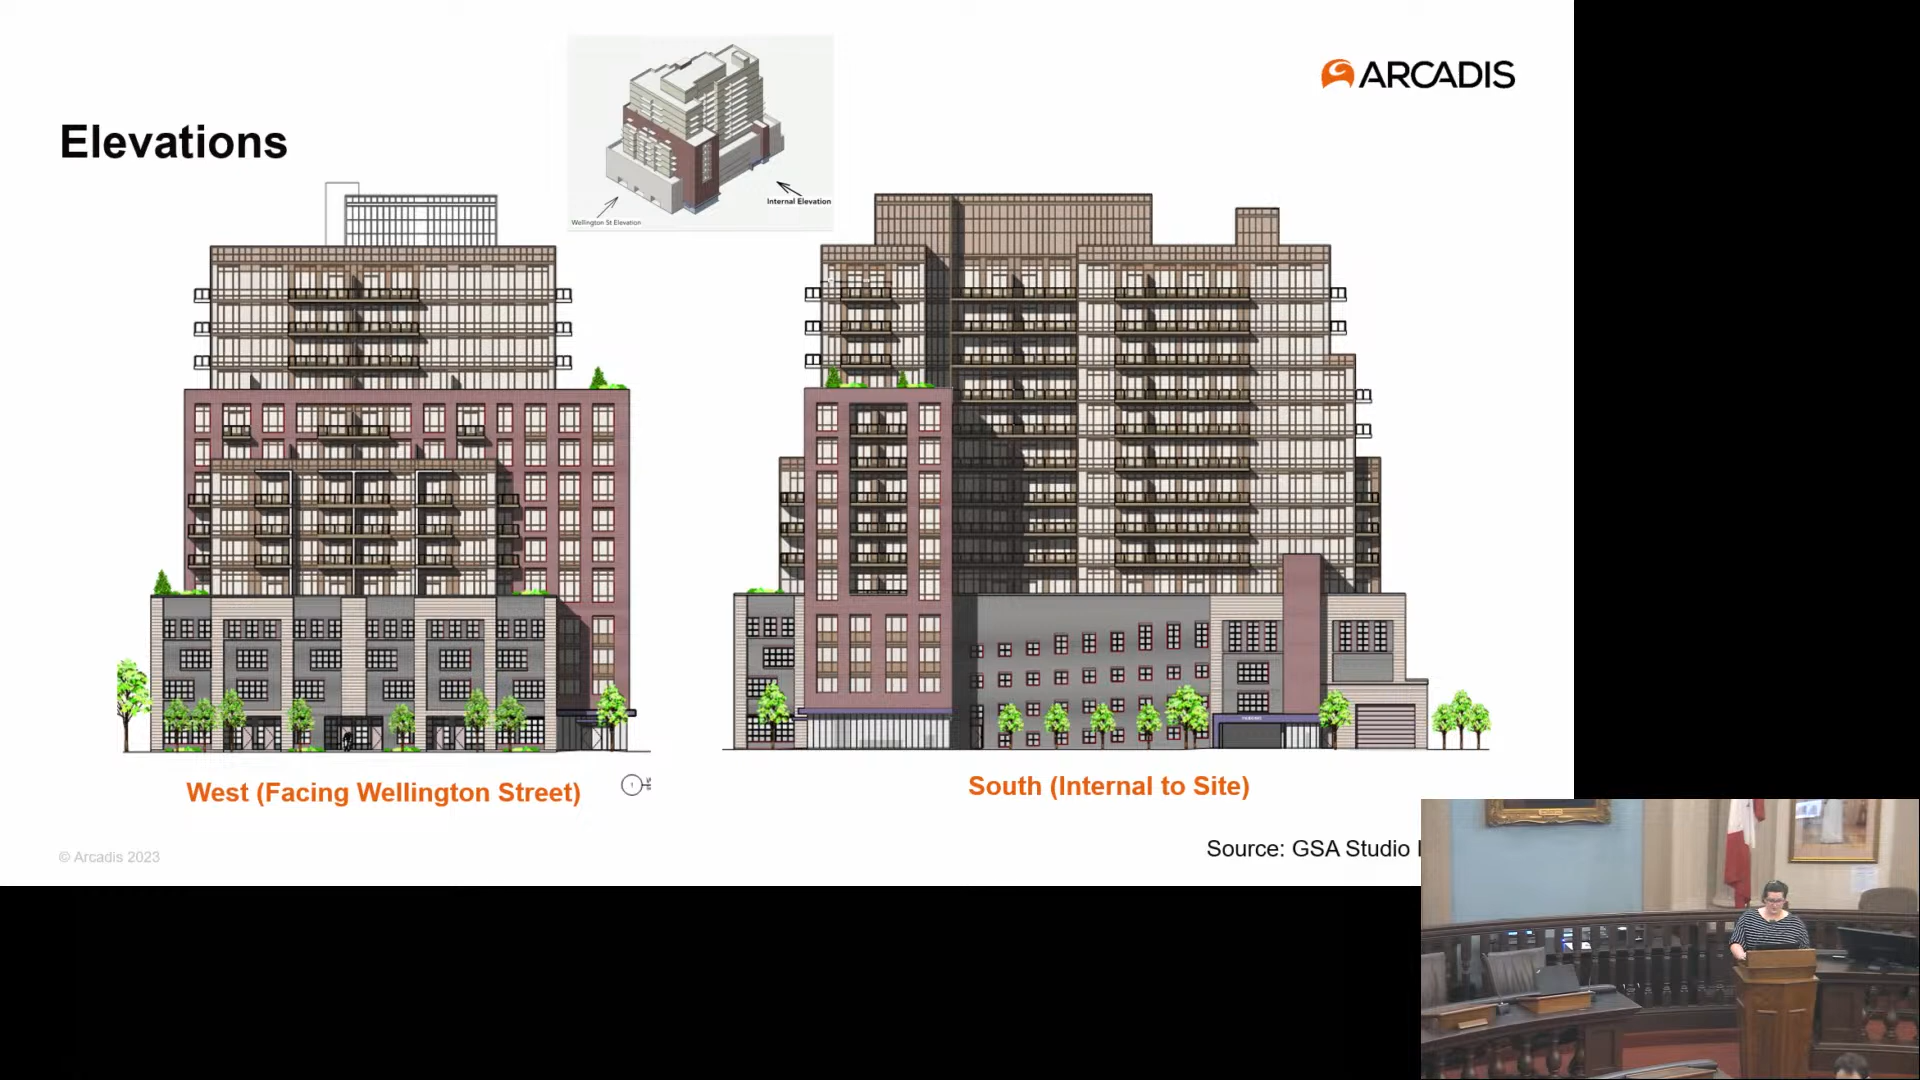 ARCADIS
Elevations
Internal Elevation
Wellington St Elevation
West (Facing Wellington Street)
South (Internal to Site)
Source: GSA Studio
© Arcadis 2023